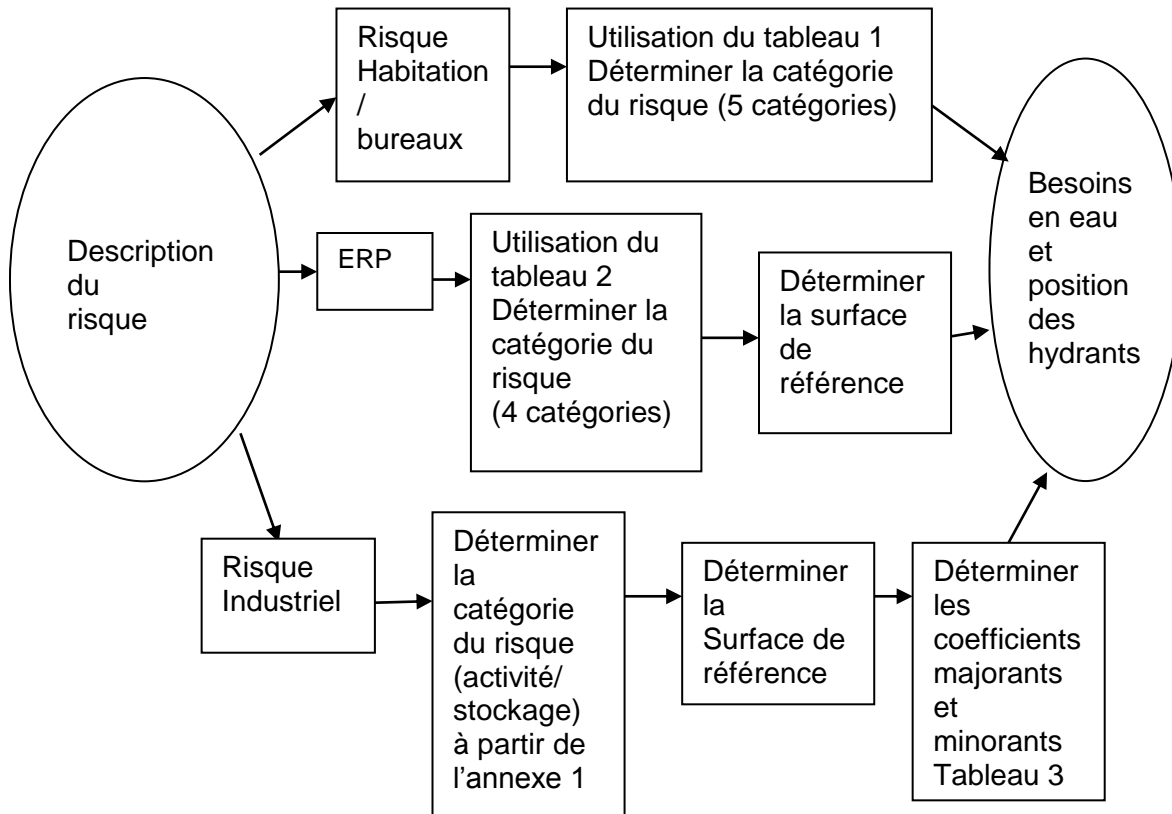 Description
du
risque
Risque
Habitation
/
bureaux
Utilisation du tableau 1
Déterminer la catégorie
du risque (5 catégories)
ERP
Utilisation du
tableau 2
Déterminer la
catégorie du
risque
(4 catégories)
Déterminer
la surface
de
référence
Risque
Industriel
Déterminer
la
catégorie
du risque
(activité/
stockage)
à partir de
l’annexe 1
Déterminer
la
Surface de
référence
Déterminer
les
coefficients
majorants
et
minorants
Tableau 3
Besoins
en eau
et
position
des
hydrants